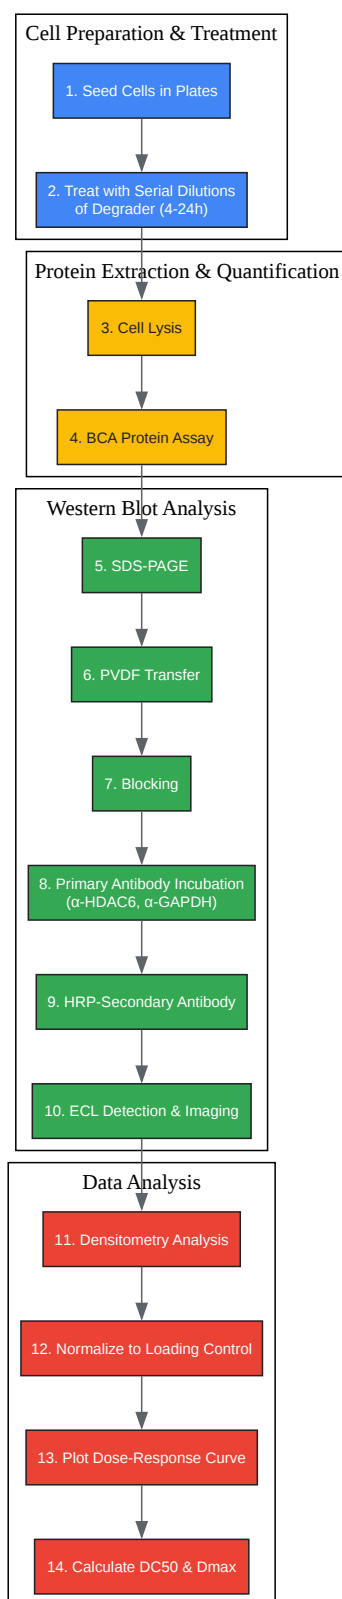 Cell Preparation & Treatment
1. Seed Cells in Plates
2. Treat with Serial Dilutions
of Degrader (4-24h)
Protein Extraction & Quantification
3. Cell Lysis
4. BCA Protein Assay
Western Blot Analysis
5. SDS-PAGE
6. PVDF Transfer
7. Blocking
8. Primary Antibody Incubation
(α-HDAC6, α-GAPDH)
9. HRP-Secondary Antibody
10. ECL Detection & Imaging
Data Analysis
11. Densitometry Analysis
12. Normalize to Loading Control
13. Plot Dose-Response Curve
14. Calculate DC50 & Dmax